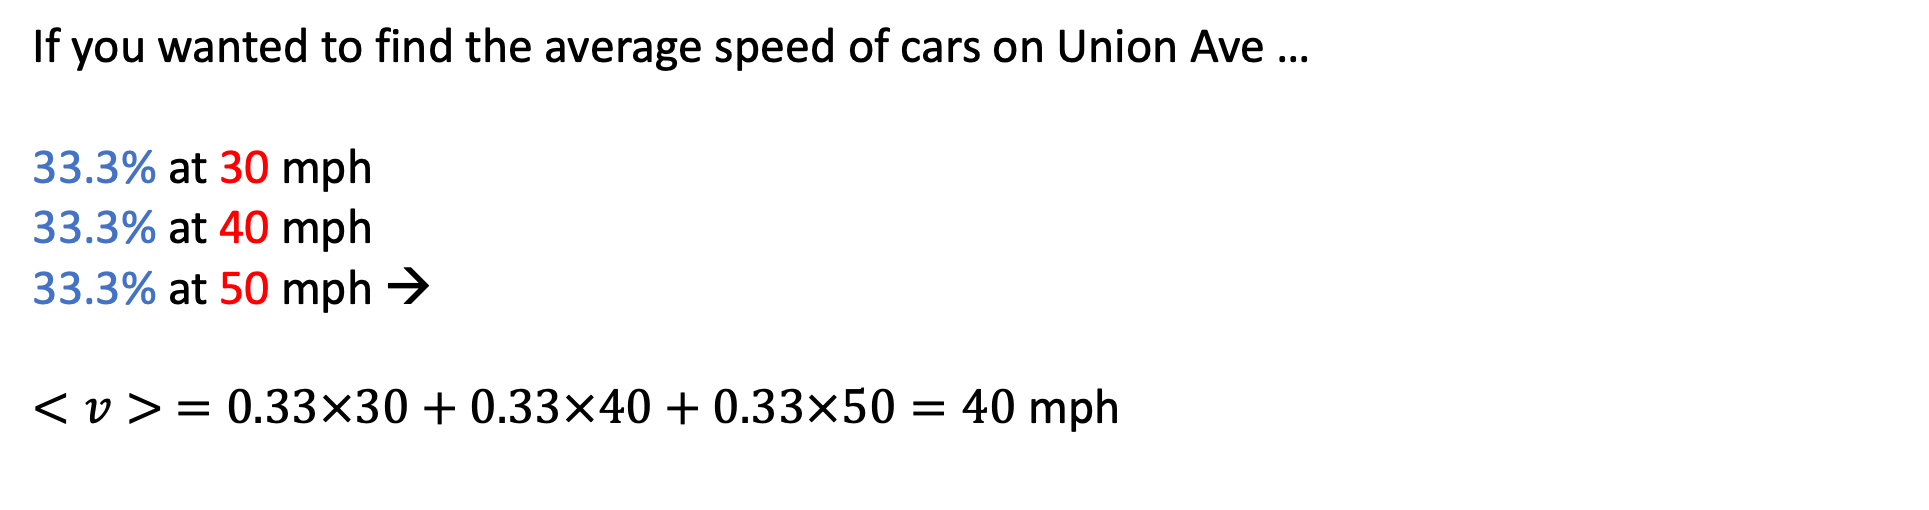 If you wanted to find the average speed of cars on Union Ave ...
33.3% at 30 mph
33.3% at 40 mph
33.3% at 50 mph →
< 𝑣 > = 0.33×30 + 0.33×40 + 0.33×50 = 40 mph